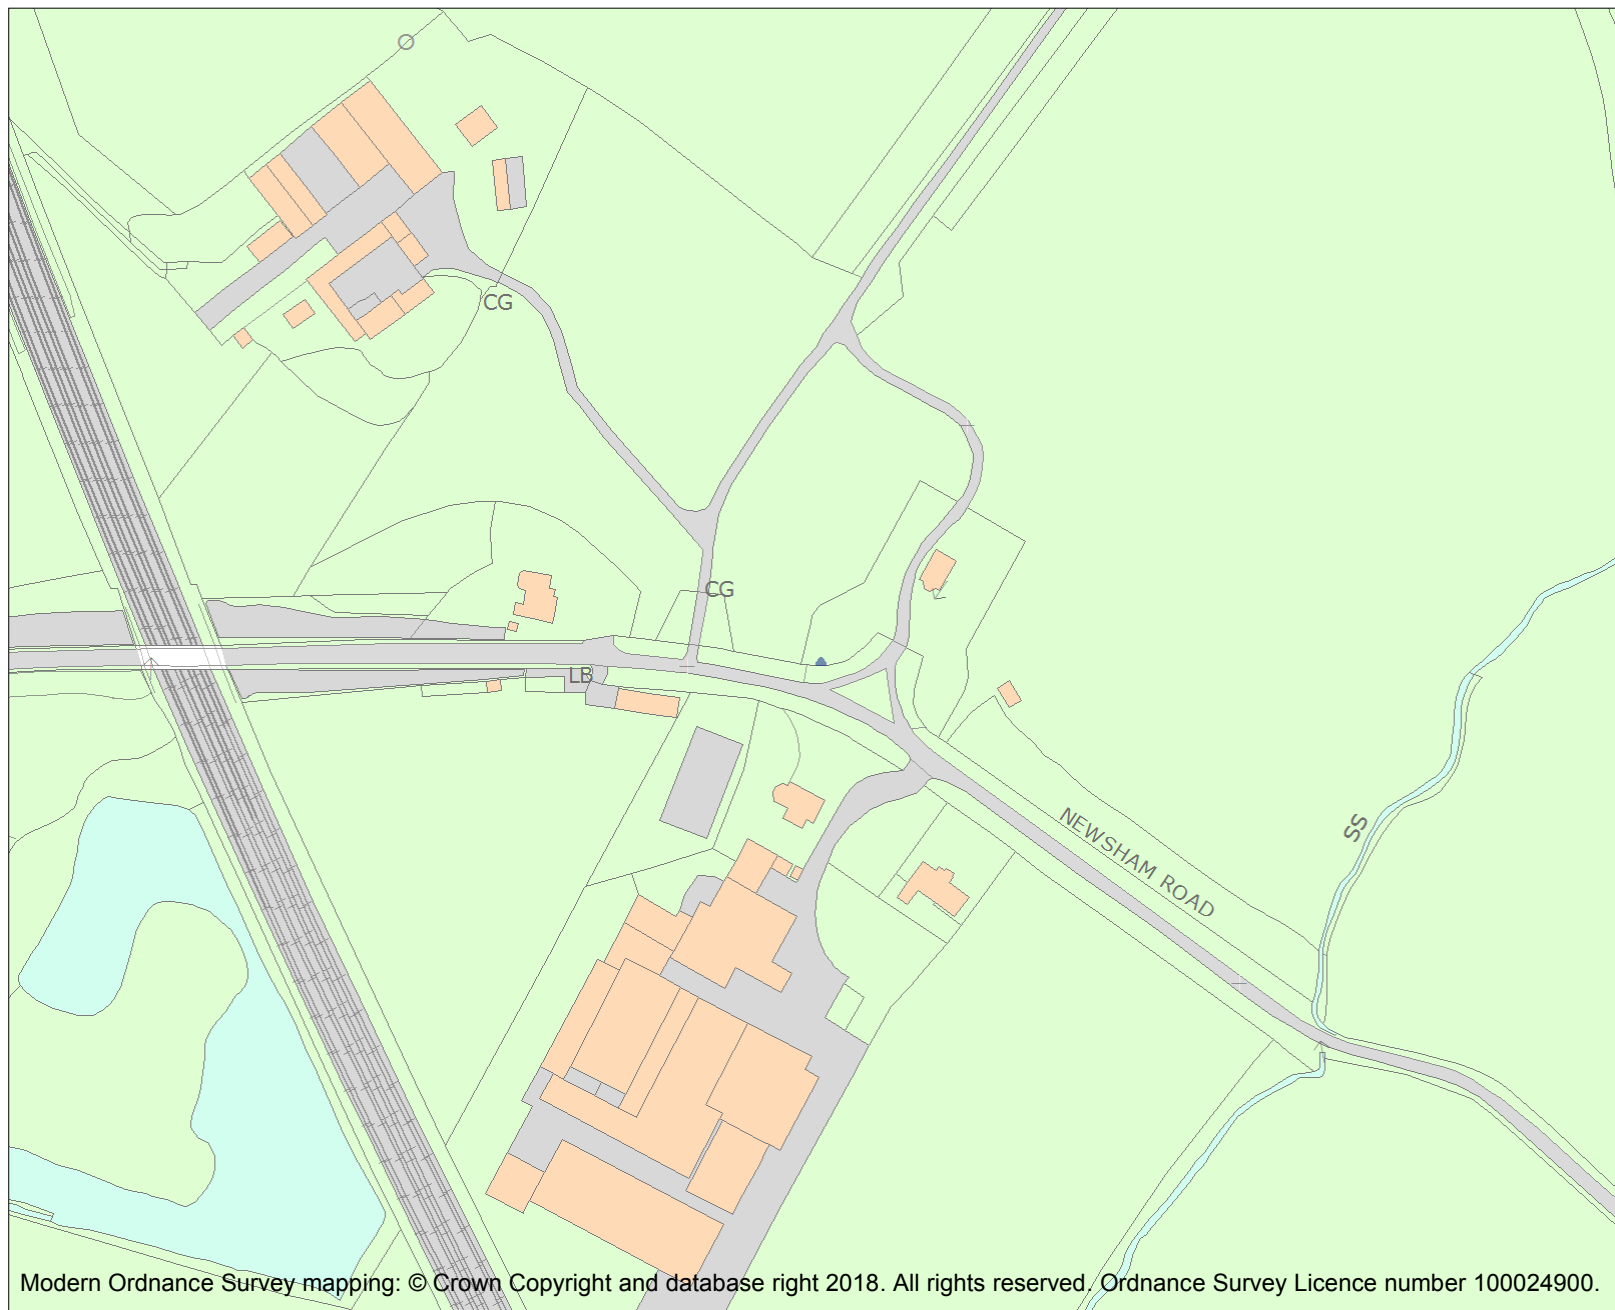 CG
CG
LB
NEWSHAM ROAD
SS
Modern Ordnance Survey mapping: © Crown Copyright and database right 2018. All rights reserved. Ordnance Survey Licence number 100024900.